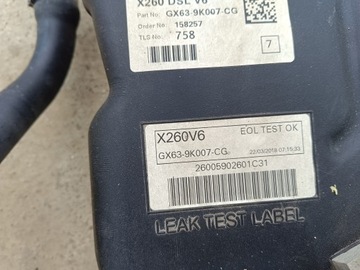 X260 DSL V6
Part No: GX63-9K007-CG
Order No: 158257
TLS No: 758
7
X260V6
EOL TEST OK
GX63-9K007-CG
22/03/2018 07:15:33
26005902601C31
LEAK TEST LABEL